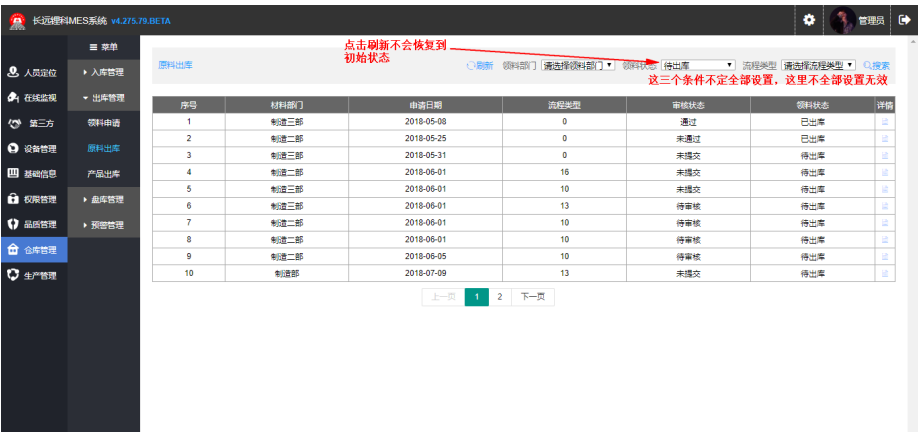 长远锂科MES系统 v4.275.79.BETA
管理员
菜单
人员定位
在线监视
第三方
设备管理
基础信息
权限管理
品质管理
仓库管理
生产管理
入库管理
出库管理
领料申请
原料出库
产品出库
盘库管理
预警管理
点击刷新不会恢复到
初始状态
原料出库
刷新 领料部门 请选择领料部门 领料状态 待出库 流程类型 请选择流程类型 搜索
这三个条件不定全部设置，这里不全部设置无效
序号 材料部门 申请日期 流程类型 审核状态 领料状态 详情
1 制造三部 2018-05-08 0 通过 已出库
2 制造二部 2018-05-25 0 未通过 已出库
3 制造三部 2018-05-31 0 未提交 待出库
4 制造二部 2018-06-01 16 未提交 待出库
5 制造三部 2018-06-01 10 未提交 待出库
6 制造三部 2018-06-01 13 待审核 待出库
7 制造二部 2018-06-01 10 待审核 待出库
8 制造二部 2018-06-01 10 待审核 待出库
9 制造二部 2018-06-05 10 待审核 待出库
10 制造部 2018-07-09 13 未提交 待出库
上一页 1 2 下一页